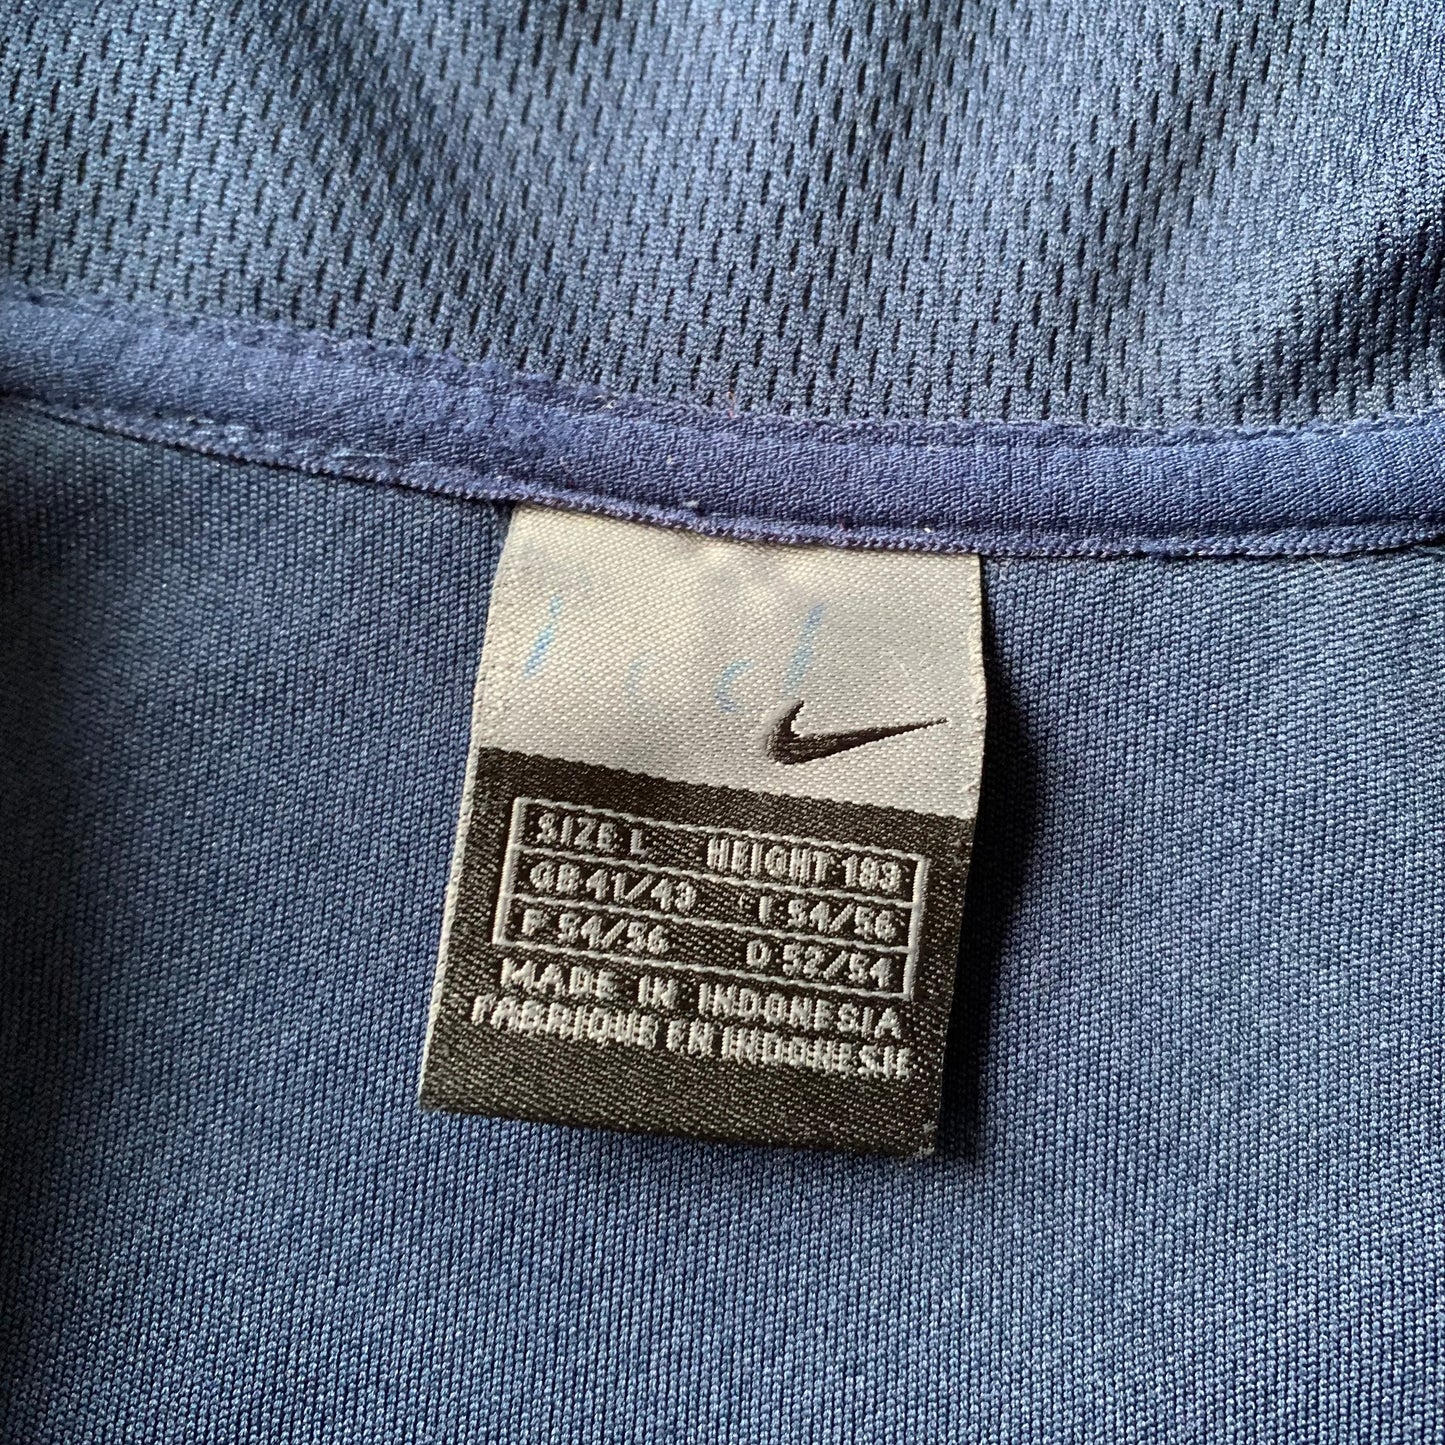 SIZE L HEIGHT 183
GB 41/43 I 54/56
F 54/56 D 52/54
MADE IN INDONESIA
FABRIQUE EN INDONESIE